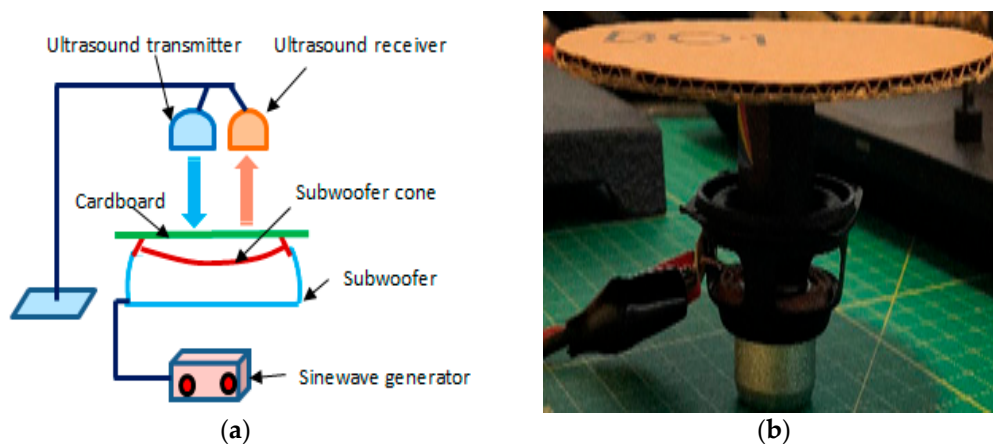 Ultrasound transmitter
Ultrasound receiver
Cardboard
Subwoofer cone
Subwoofer
Sinewave generator
(a)
(b)